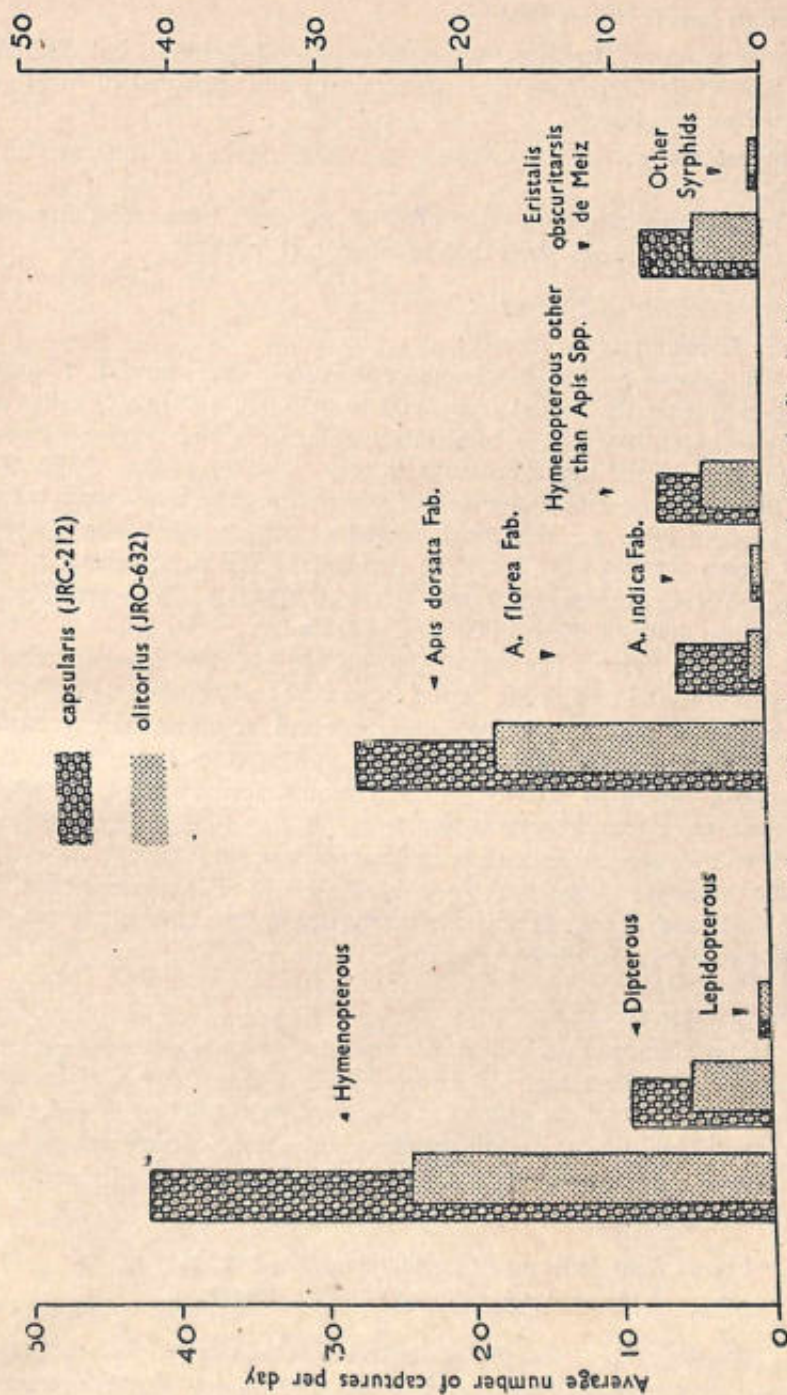 capsularis (JRC-212)
olitorius (JRO-632)
Average number of captures per day
50
40
30
20
10
0
Hymenopterous
Dipterous
Lepidopterous
Apis dorsata Fab.
A. florea Fab.
A. indica Fab.
Hymenopterous other
than Apis Spp.
Eristalis
obscuritarsis
de Meiz
Other
Syrphids
50
40
30
20
10
0